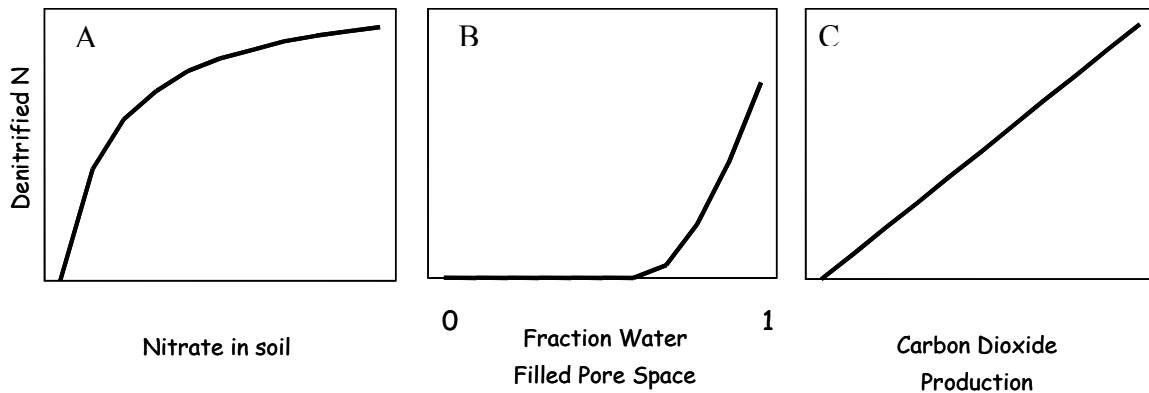 A
B
C
Denitrified N
0
1
Nitrate in soil
Fraction Water
Filled Pore Space
Carbon Dioxide
Production